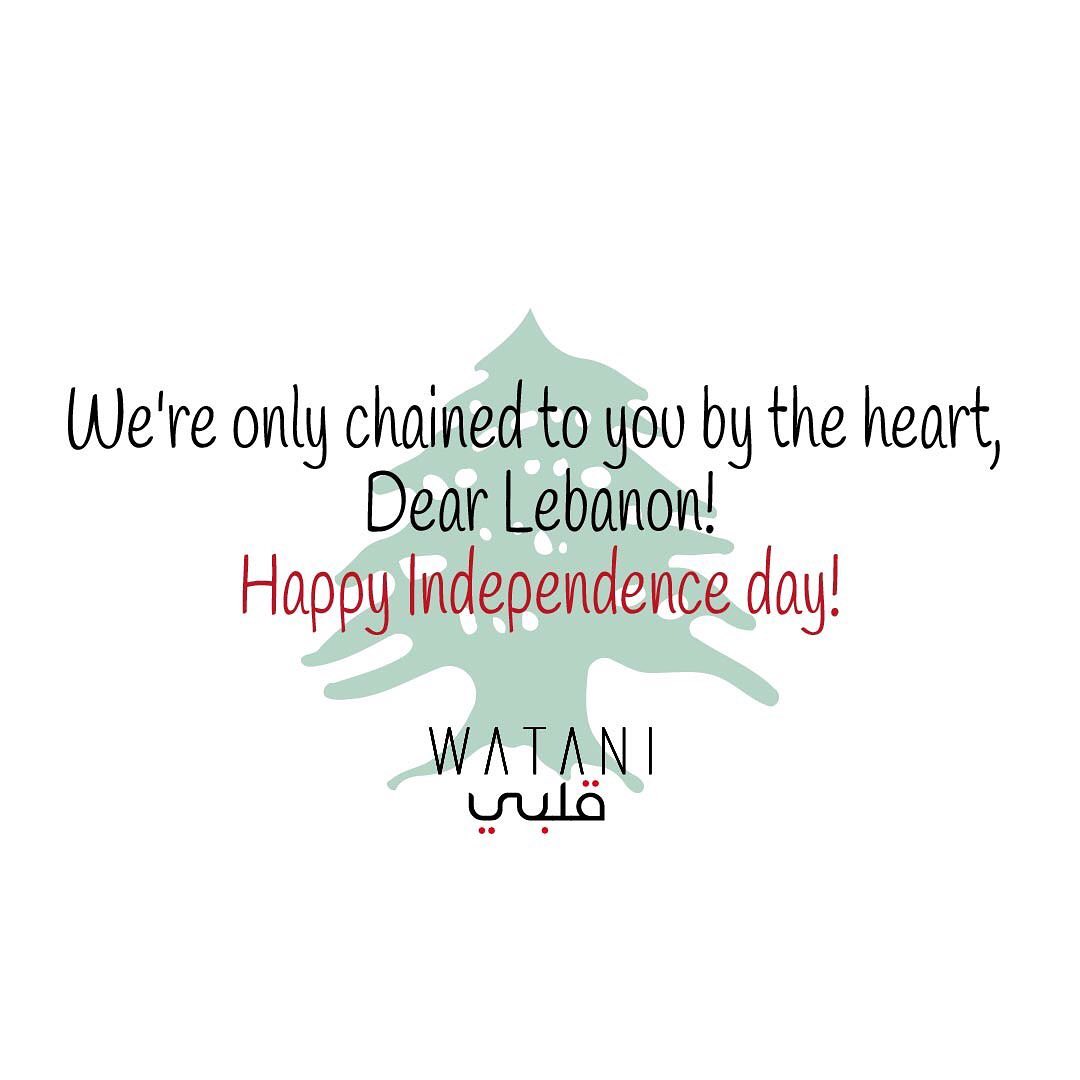 We're only chained to you by the heart,
Dear Lebanon!
Happy Independence day!
WATANI
قلبي